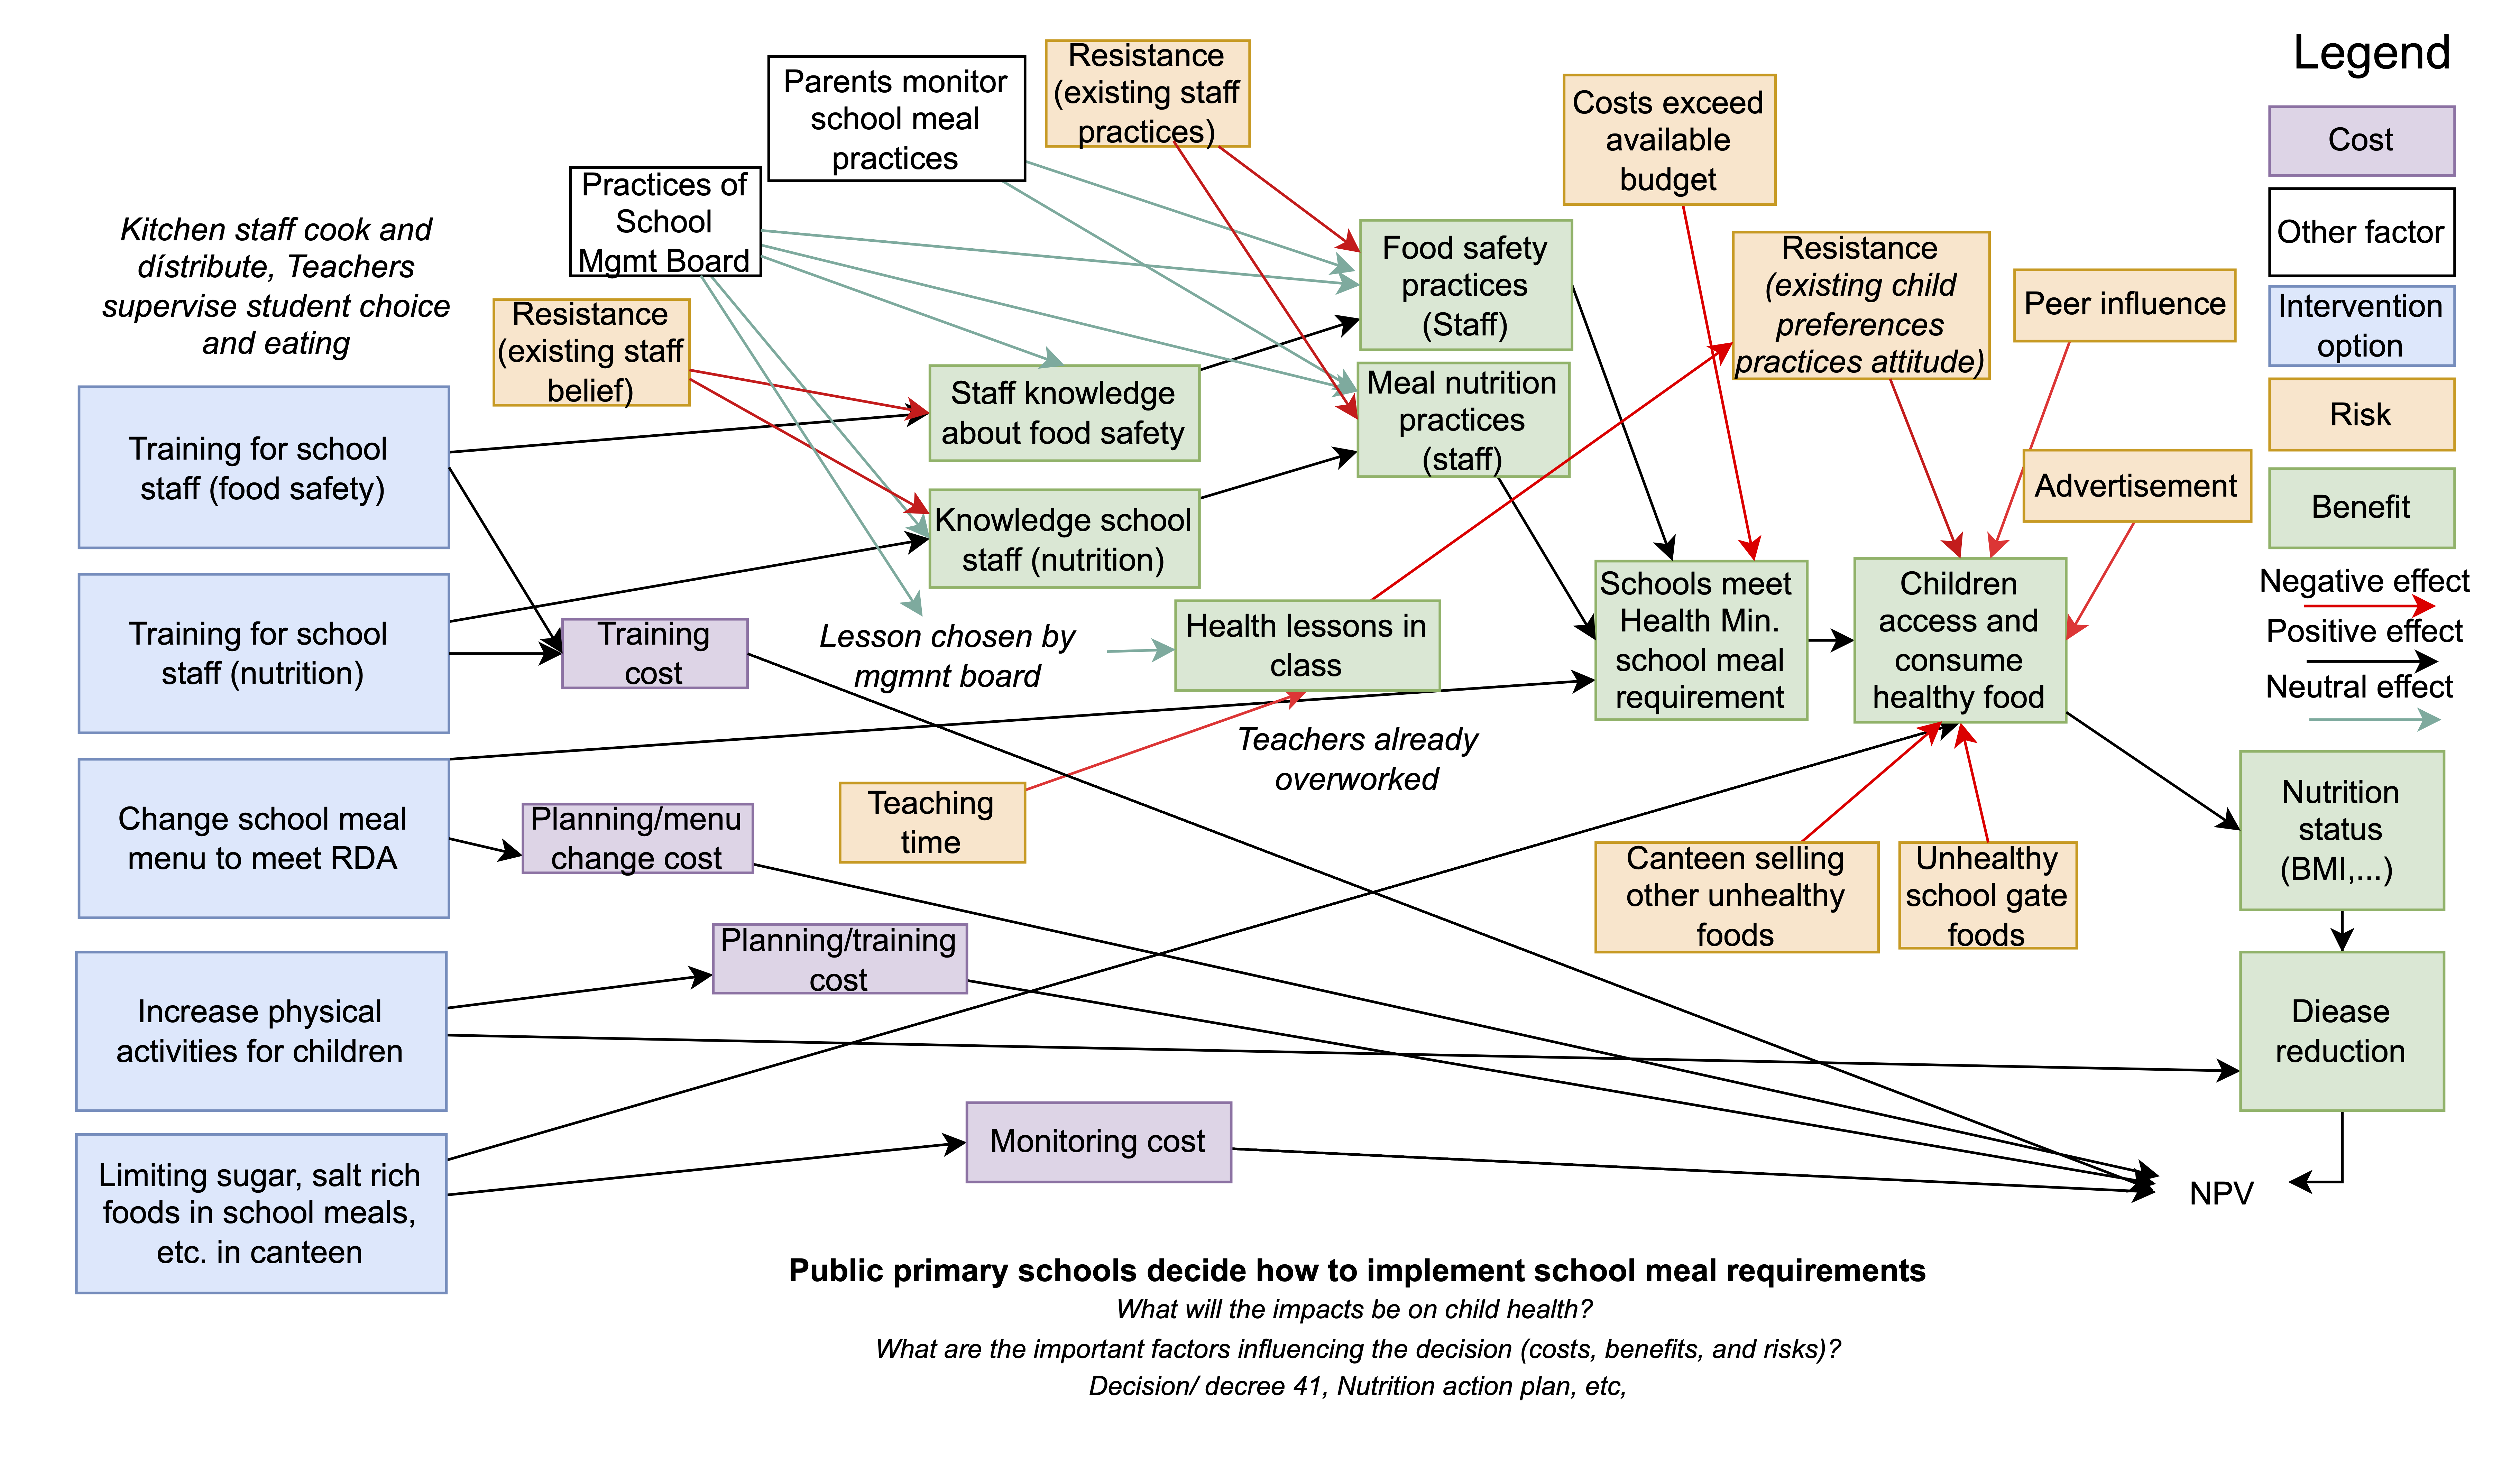 Legend
Cost
Other factor
Intervention
option
Risk
Benefit
Negative effect
Positive effect
Neutral effect
Parents monitor
school meal
practices
Resistance
(existing staff
practices)
Costs exceed
available
budget
Practices of
School
Mgmt Board
Kitchen staff cook and
dístribute, Teachers
supervise student choice
and eating
Resistance
(existing staff
belief)
Food safety
practices
(Staff)
Resistance
(existing child
preferences
practices attitude)
Peer influence
Advertisement
Staff knowledge
about food safety
Meal nutrition
practices
(staff)
Training for school
staff (food safety)
Knowledge school
staff (nutrition)
Training for school
staff (nutrition)
Training
cost
Lesson chosen by
mgmnt board
Health lessons in
class
Schools meet
Health Min.
school meal
requirement
Children
access and
consume
healthy food
Teachers already
overworked
Teaching
time
Change school meal
menu to meet RDA
Planning/menu
change cost
Canteen selling
other unhealthy
foods
Unhealthy
school gate
foods
Nutrition
status
(BMI,...)
Planning/training
cost
Increase physical
activities for children
Diease
reduction
Monitoring cost
Limiting sugar, salt rich
foods in school meals,
etc. in canteen
NPV
Public primary schools decide how to implement school meal requirements
What will the impacts be on child health?
What are the important factors influencing the decision (costs, benefits, and risks)?
Decision/ decree 41, Nutrition action plan, etc,